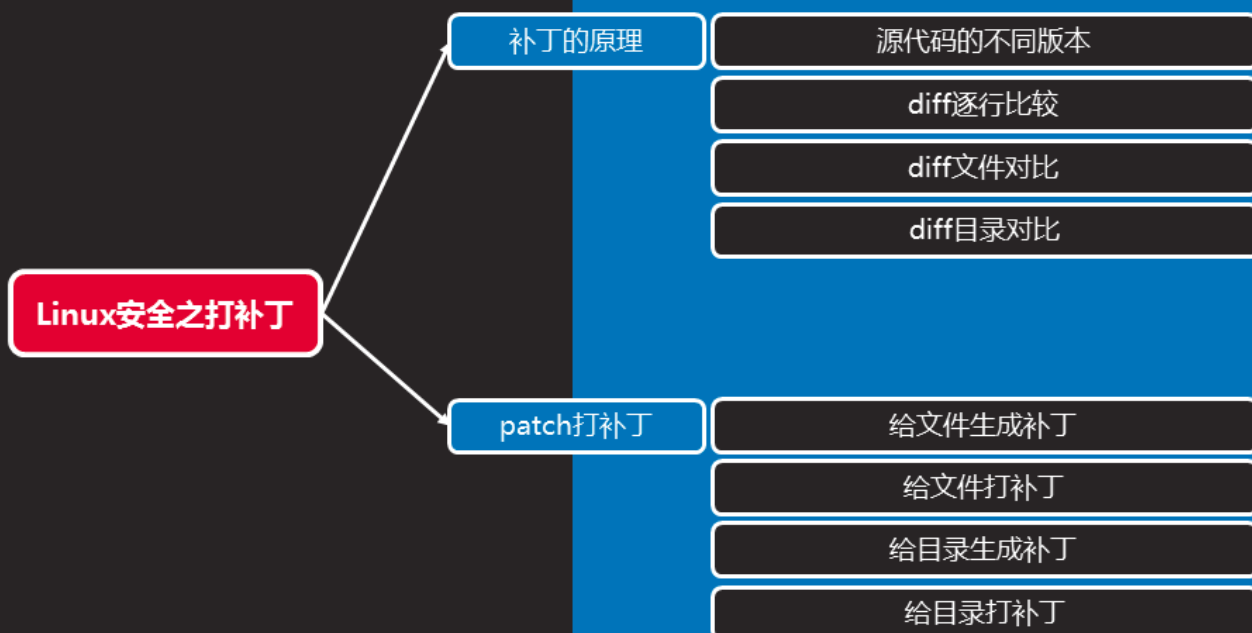 补丁的原理
源代码的不同版本
diff逐行比较
diff文件对比
diff目录对比
Linux安全之打补丁
patch打补丁
给文件生成补丁
给文件打补丁
给目录生成补丁
给目录打补丁